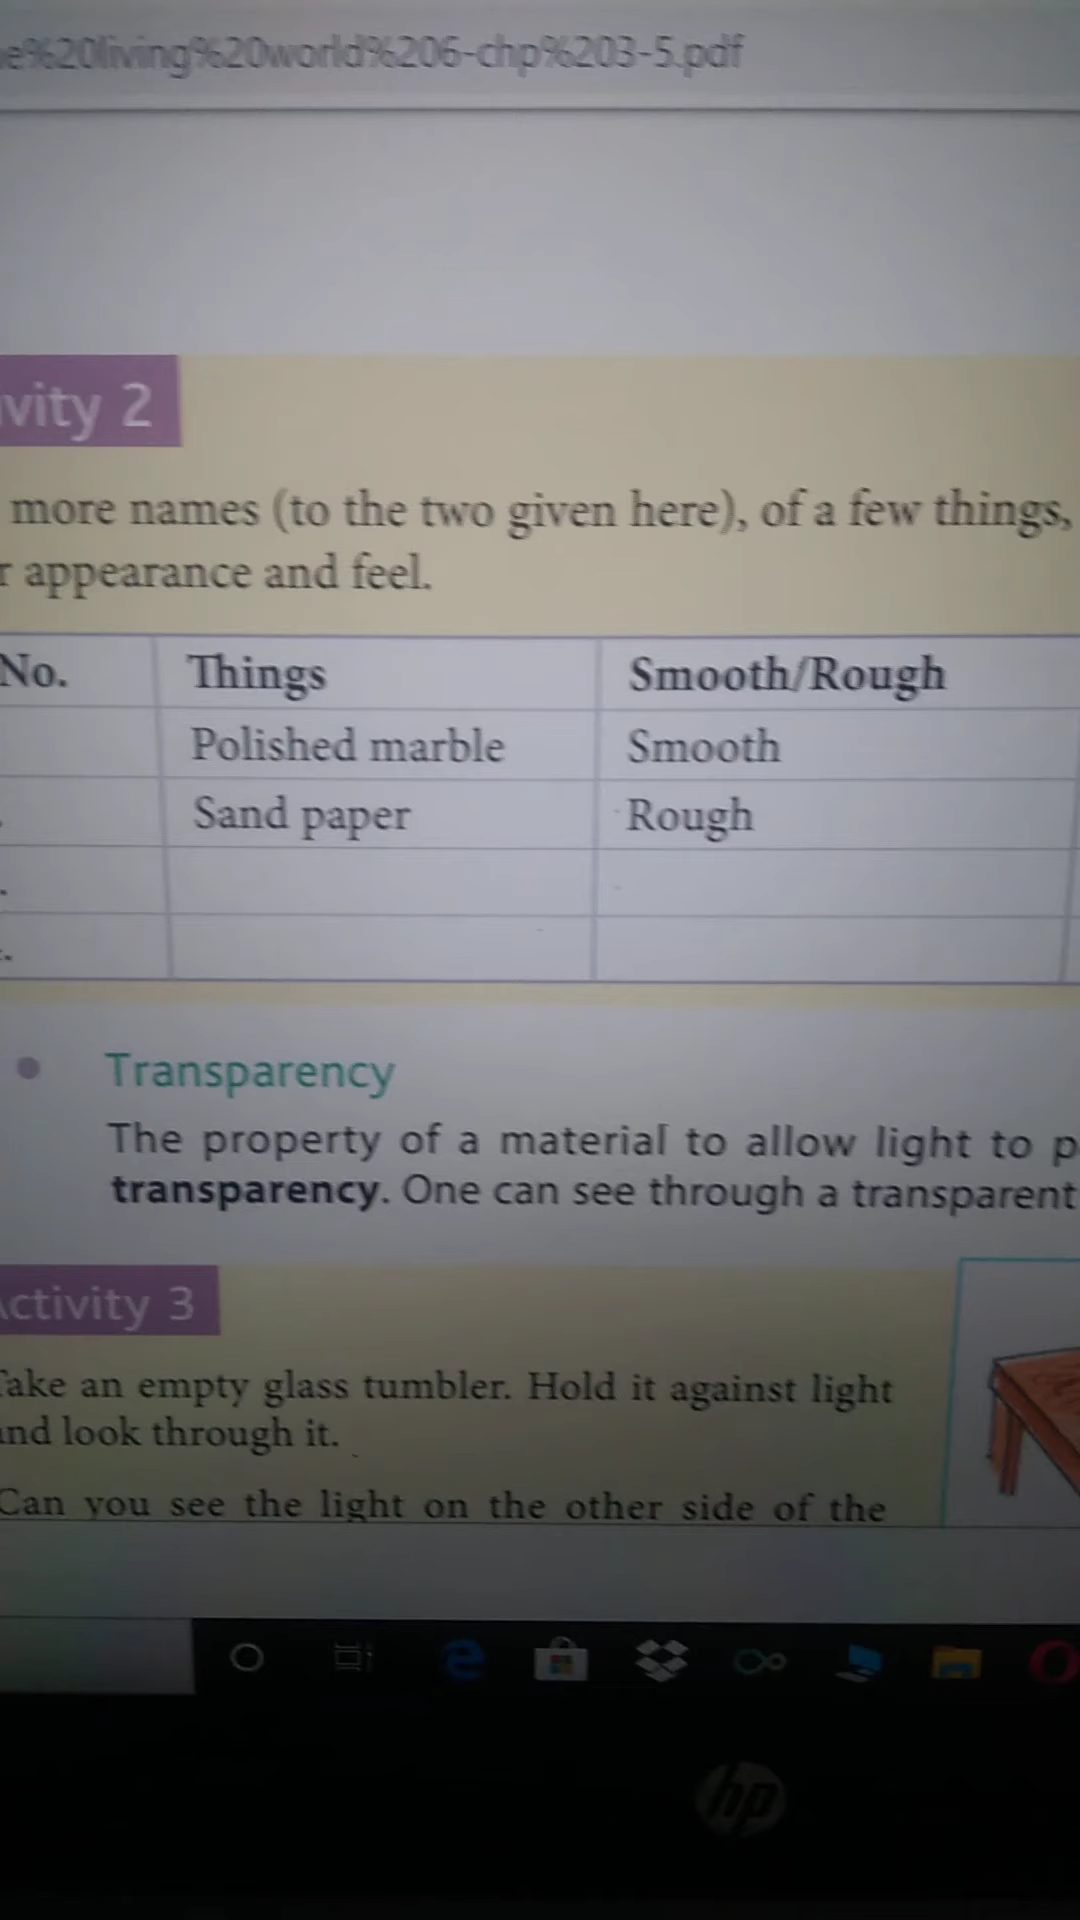 e%20living%20world%206-chp%203-5.pdf
vity 2
more names (to the two given here), of a few things,
r appearance and feel.
No. Things Smooth/Rough
Polished marble Smooth
Sand paper Rough
• Transparency
The property of a material to allow light to p
transparency. One can see through a transparent
Activity 3
Take an empty glass tumbler. Hold it against light
and look through it.
Can you see the light on the other side of the
hp